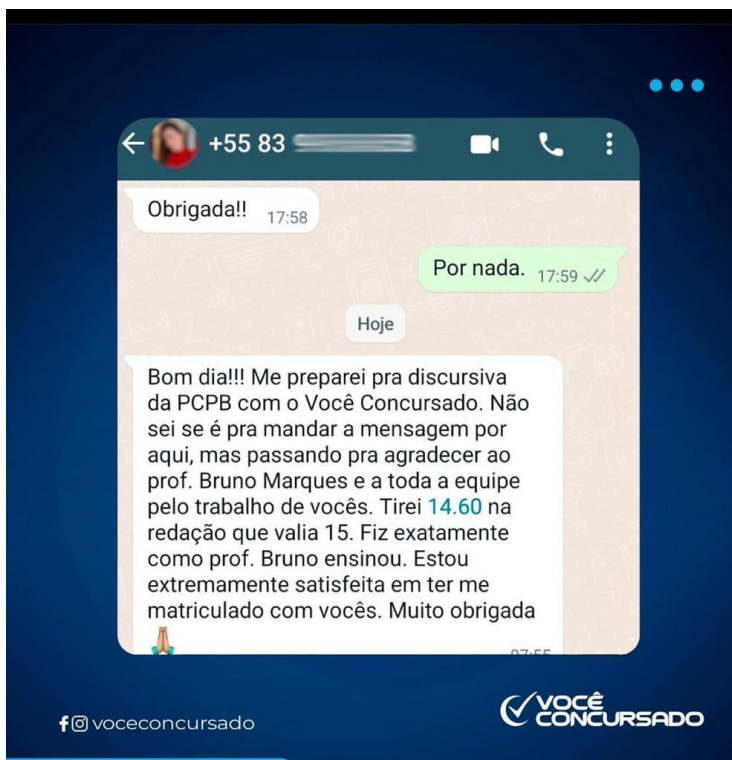 +55 83
Obrigada!! 17:58
Por nada. 17:59
Hoje
Bom dia!!! Me preparei pra discursiva
da PCPB com o Você Concursado. Não
sei se é pra mandar a mensagem por
aqui, mas passando pra agradecer ao
prof. Bruno Marques e a toda a equipe
pelo trabalho de vocês. Tirei 14.60 na
redação que valia 15. Fiz exatamente
como prof. Bruno ensinou. Estou
extremamente satisfeita em ter me
matriculado com vocês. Muito obrigada
voceconcursado
VOCÊ
CONCURSADO